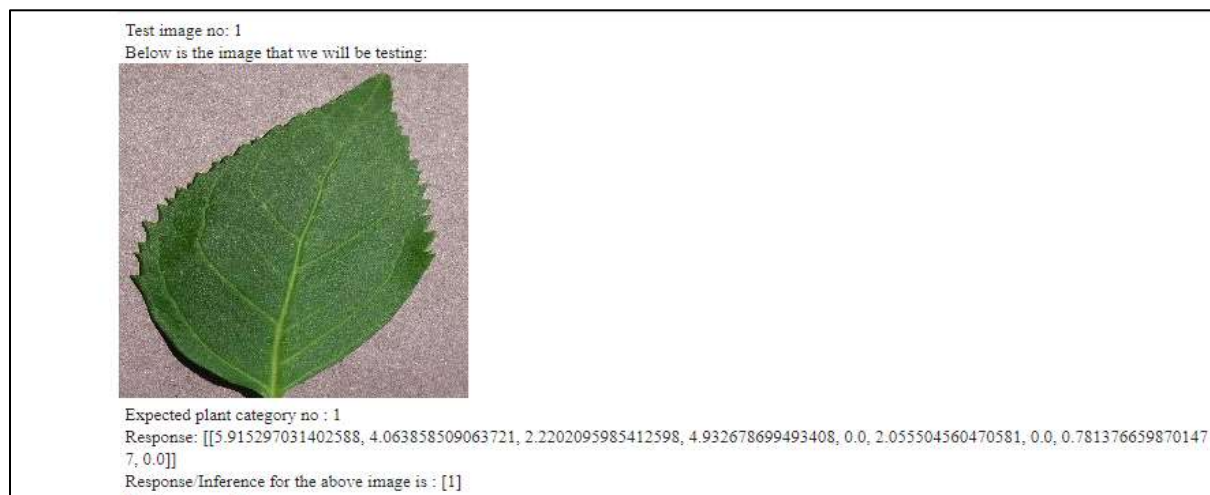 Test image no: 1
Below is the image that we will be testing:
Expected plant category no : 1
Response: [[5.915297031402588, 4.063858509063721, 2.2202095985412598, 4.932678699493408, 0.0, 2.055504560470581, 0.0, 0.781376659870147
7, 0.0]]
Response/Inference for the above image is : [1]